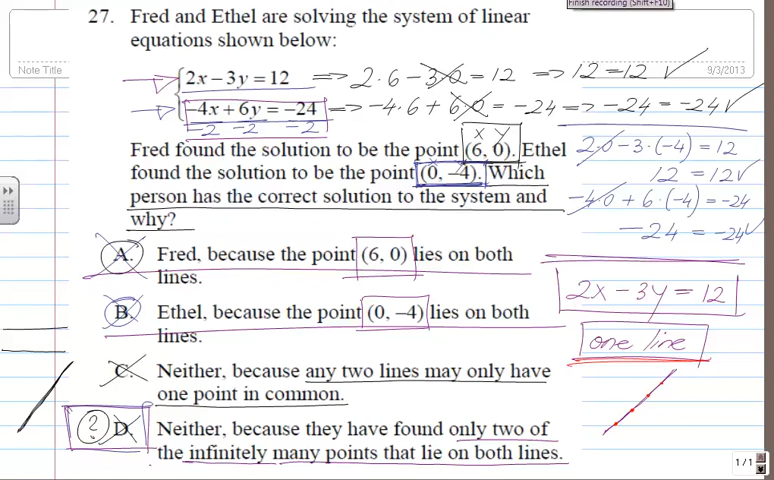 Finish recording (Shift+F10)
27. Fred and Ethel are solving the system of linear
equations shown below:
Note Title
9/3/2013
2x − 3y = 12 => 2·6 − 3·0 = 12 => 12 = 12 ✓
−4x + 6y = −24 => −4·6 + 6·0 = −24 => −24 = −24 ✓
−2 −2 −2
x y
Fred found the solution to be the point (6, 0). Ethel
2·0 − 3·(−4) = 12
found the solution to be the point (0, −4). Which
12 = 12 ✓
person has the correct solution to the system and
−4·0 + 6·(−4) = −24
why?
−24 = −24 ✓
A. Fred, because the point (6, 0) lies on both
lines.
2x − 3y = 12
B. Ethel, because the point (0, −4) lies on both
lines.
one line
C. Neither, because any two lines may only have
one point in common.
2 D. Neither, because they have found only two of
the infinitely many points that lie on both lines.
1/1